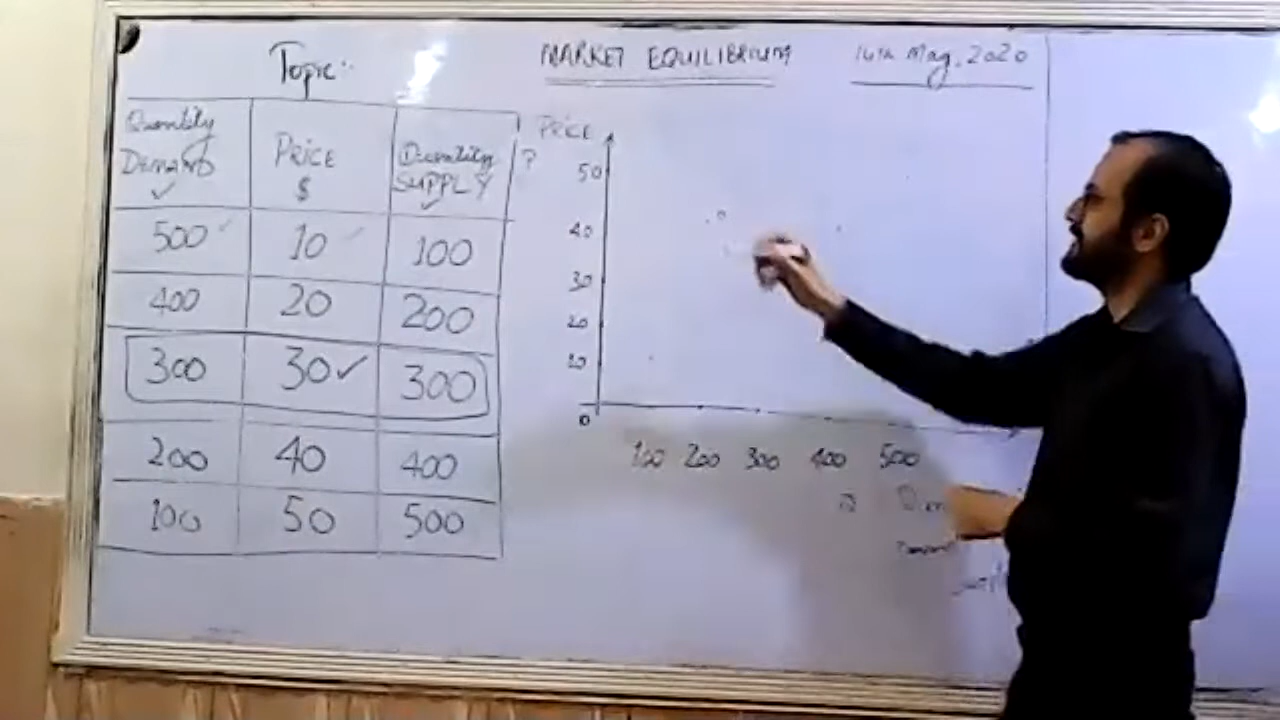 Topic:
MARKET EQUILIBRIUM
16th May, 2020
Quantity DEMAND ✓
PRICE $
Quantity SUPPLY ✓
?
500 ✓ 10 ✓ 100
400 20 200
300 30 ✓ 300
200 40 400
100 50 500
PRICE
50
40
30
20
10
0
100 200 300 400 500